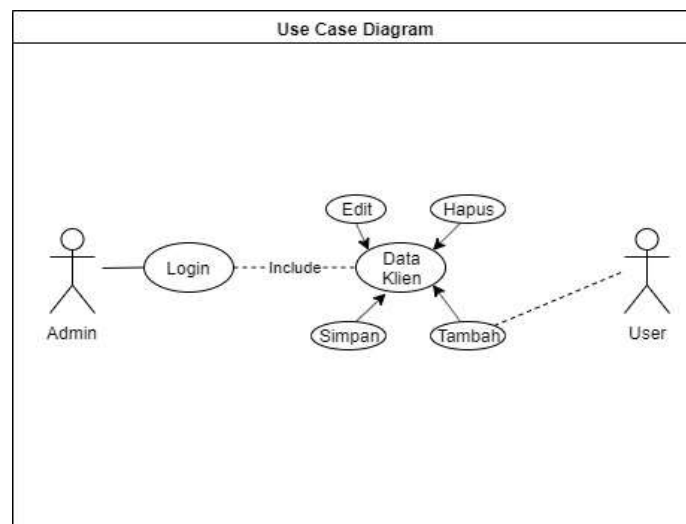 Use Case Diagram
Edit
Hapus
Login
Include
Data
Klien
Admin
Simpan
Tambah
User